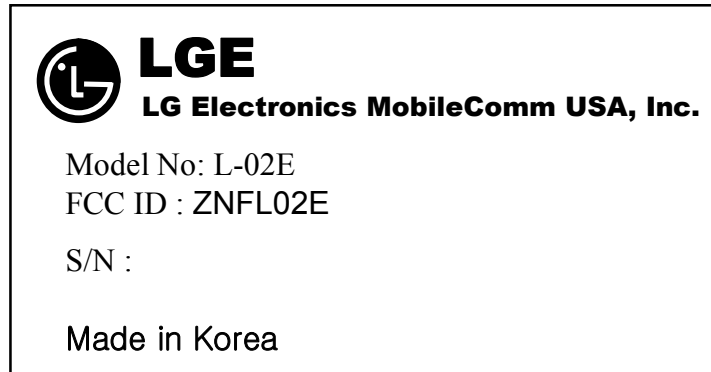 LGE
LG Electronics MobileComm USA, Inc.
Model No: L-02E
FCC ID : ZNFL02E
S/N :
Made in Korea